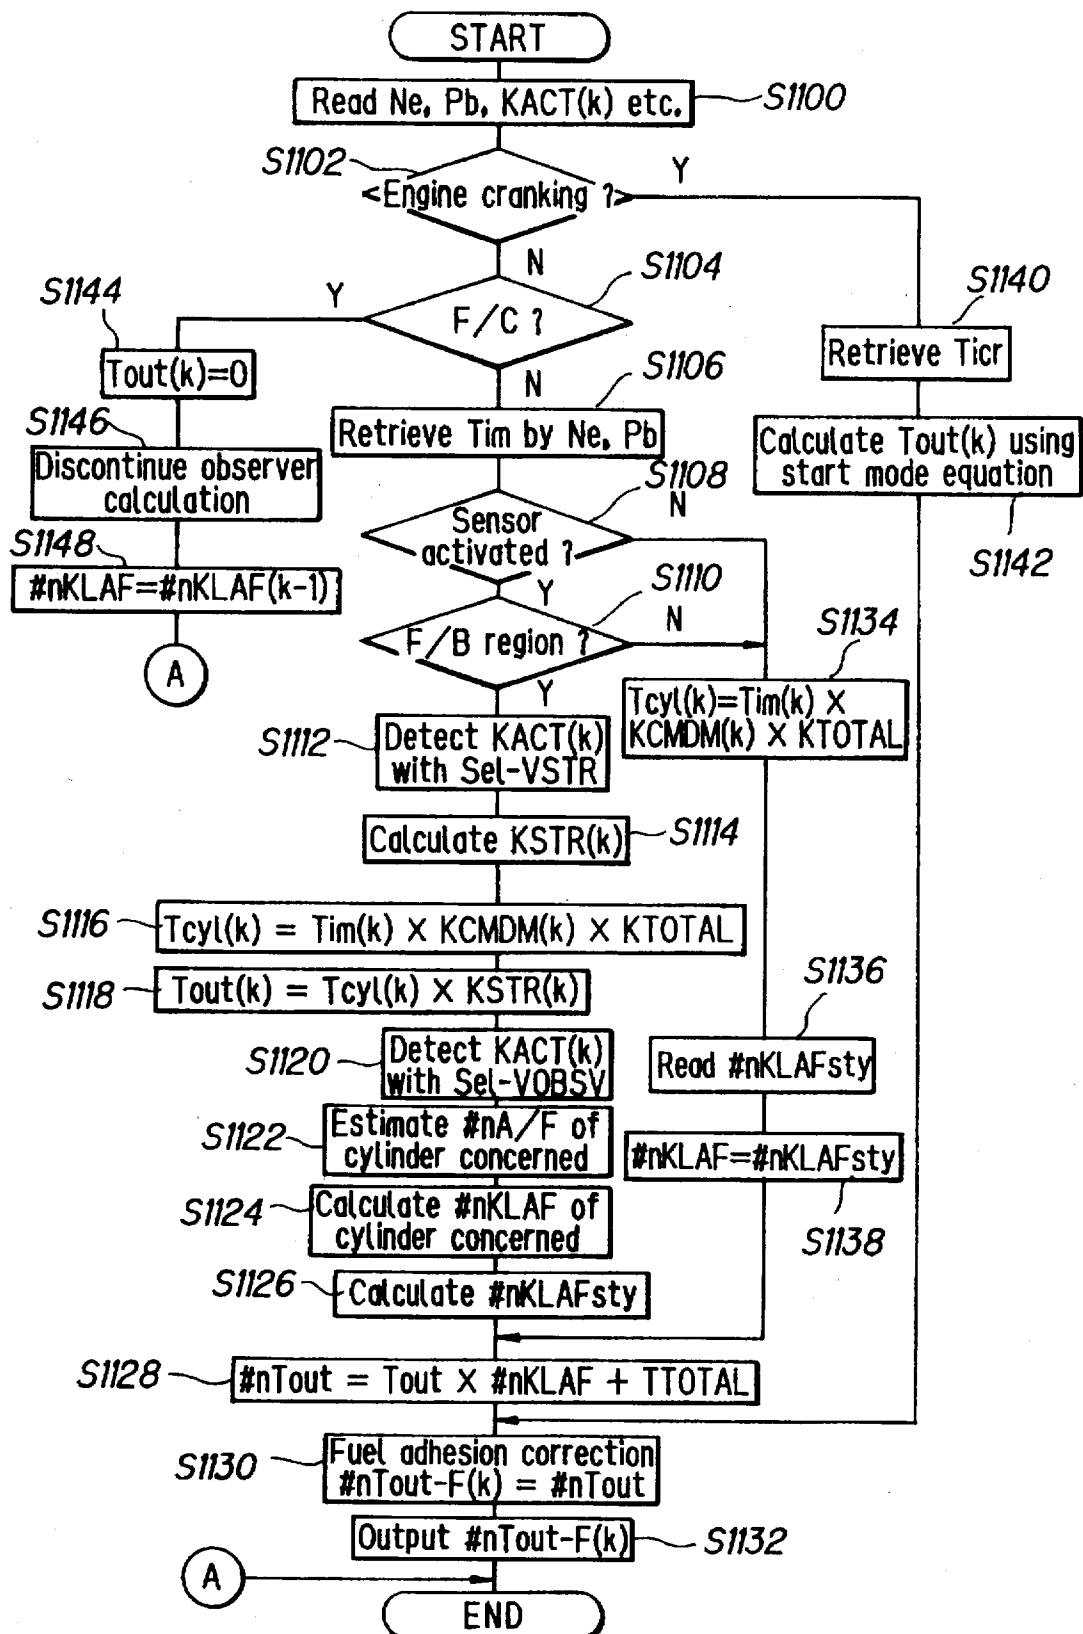 START
Read Ne, Pb, KACT(k) etc.
S1100
S1102
Engine cranking ?
Y
N
S1104
F/C ?
Y
N
S1144
Tout(k)=0
S1146
Discontinue observer
calculation
S1148
#nKLAF=#nKLAF(k-1)
A
S1140
Retrieve Ticr
Calculate Tout(k) using
start mode equation
S1142
S1106
Retrieve Tim by Ne, Pb
S1108
Sensor
activated ?
N
Y
S1110
F/B region ?
N
Y
S1134
Tcyl(k)=Tim(k) X
KCMDM(k) X KTOTAL
S1112
Detect KACT(k)
with Sel-VSTR
Calculate KSTR(k)
S1114
S1116
Tcyl(k) = Tim(k) X KCMDM(k) X KTOTAL
S1118
Tout(k) = Tcyl(k) X KSTR(k)
S1136
Read #nKLAFsty
S1120
Detect KACT(k)
with Sel-VOBSV
S1122
Estimate #nA/F of
cylinder concerned
#nKLAF=#nKLAFsty
S1138
S1124
Calculate #nKLAF of
cylinder concerned
S1126
Calculate #nKLAFsty
S1128
#nTout = Tout X #nKLAF + TTOTAL
S1130
Fuel adhesion correction
#nTout-F(k) = #nTout
Output #nTout-F(k)
S1132
A
END